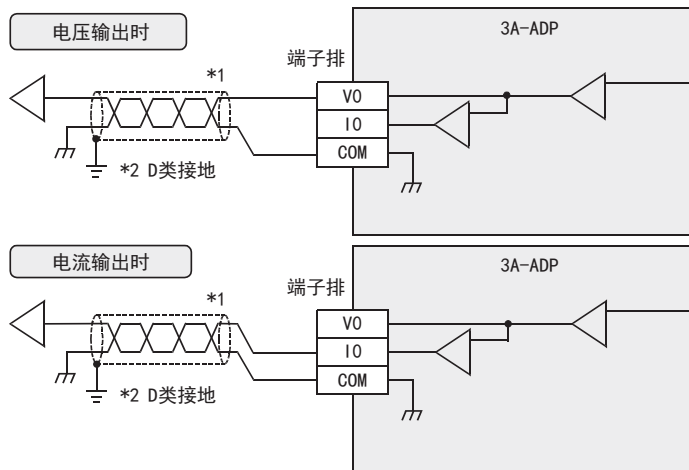 电压输出时
3A-ADP
端子排
*1
V0
I0
COM
*2 D类接地
电流输出时
3A-ADP
端子排
*1
V0
I0
COM
*2 D类接地